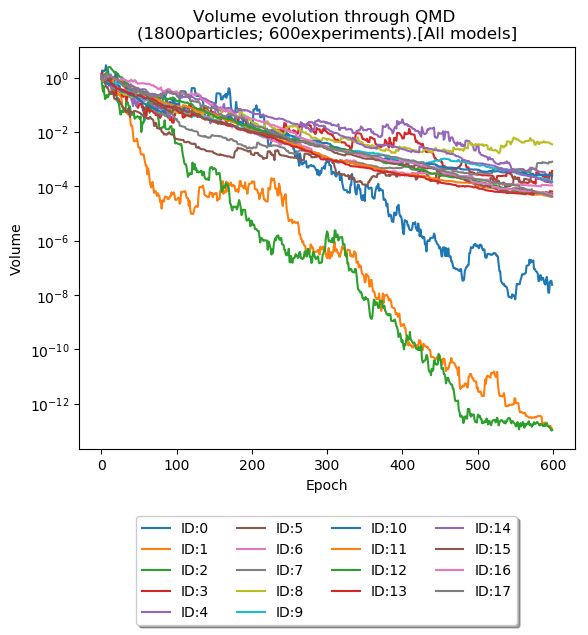 Volume evolution through QMD
(1800particles; 600experiments).[All models]
10^0
10^-2
10^-4
10^-6
10^-8
10^-10
10^-12
Volume
0 100 200 300 400 500 600
Epoch
ID:0 ID:5 ID:10 ID:14
ID:1 ID:6 ID:11 ID:15
ID:2 ID:7 ID:12 ID:16
ID:3 ID:8 ID:13 ID:17
ID:4 ID:9